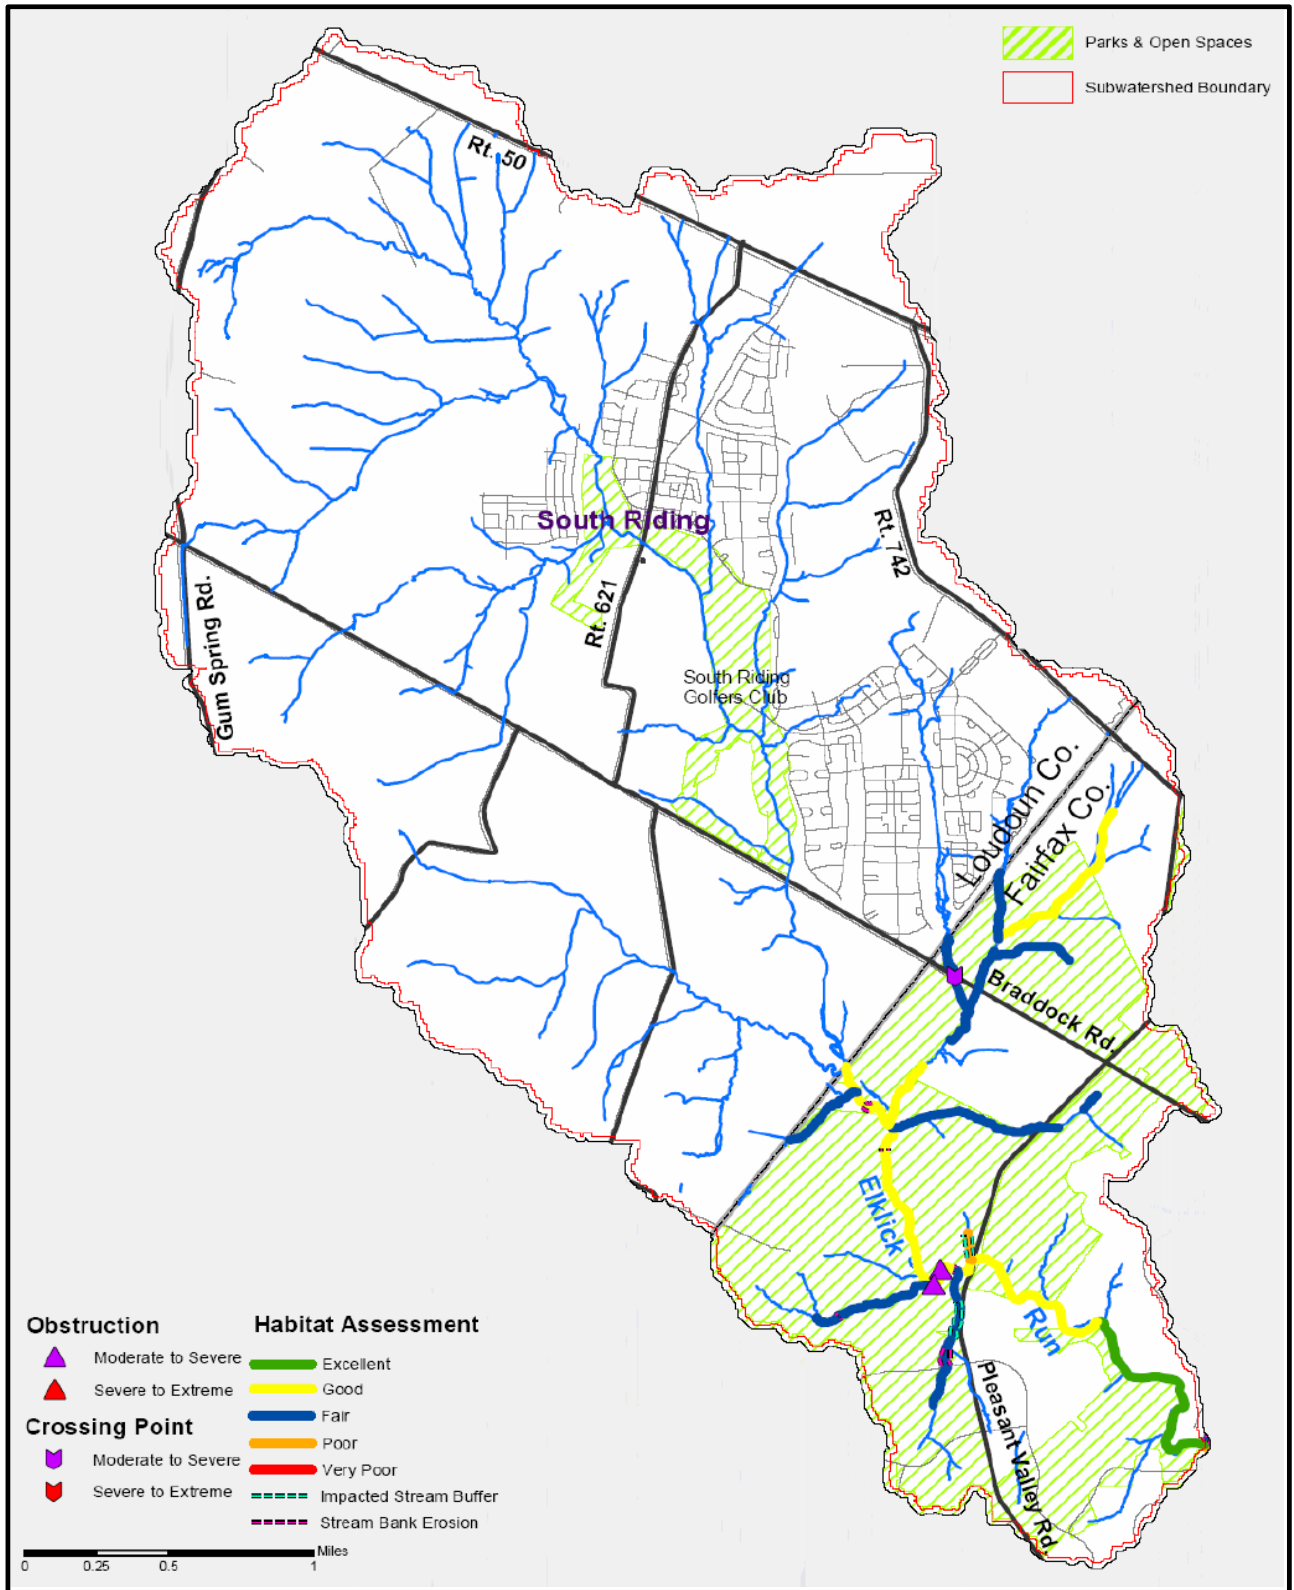 Parks & Open Spaces
Subwatershed Boundary
Rt. 50
South Riding
Rt. 742
Rt. 621
Gum Spring Rd.
South Riding
Golfers Club
Loudoun Co.
Fairfax Co.
Braddock Rd.
Elklick
Run
Pleasant Valley Rd.
Obstruction
Moderate to Severe
Severe to Extreme
Crossing Point
Moderate to Severe
Severe to Extreme
Habitat Assessment
Excellent
Good
Fair
Poor
Very Poor
Impacted Stream Buffer
Stream Bank Erosion
Miles
0 0.25 0.5 1